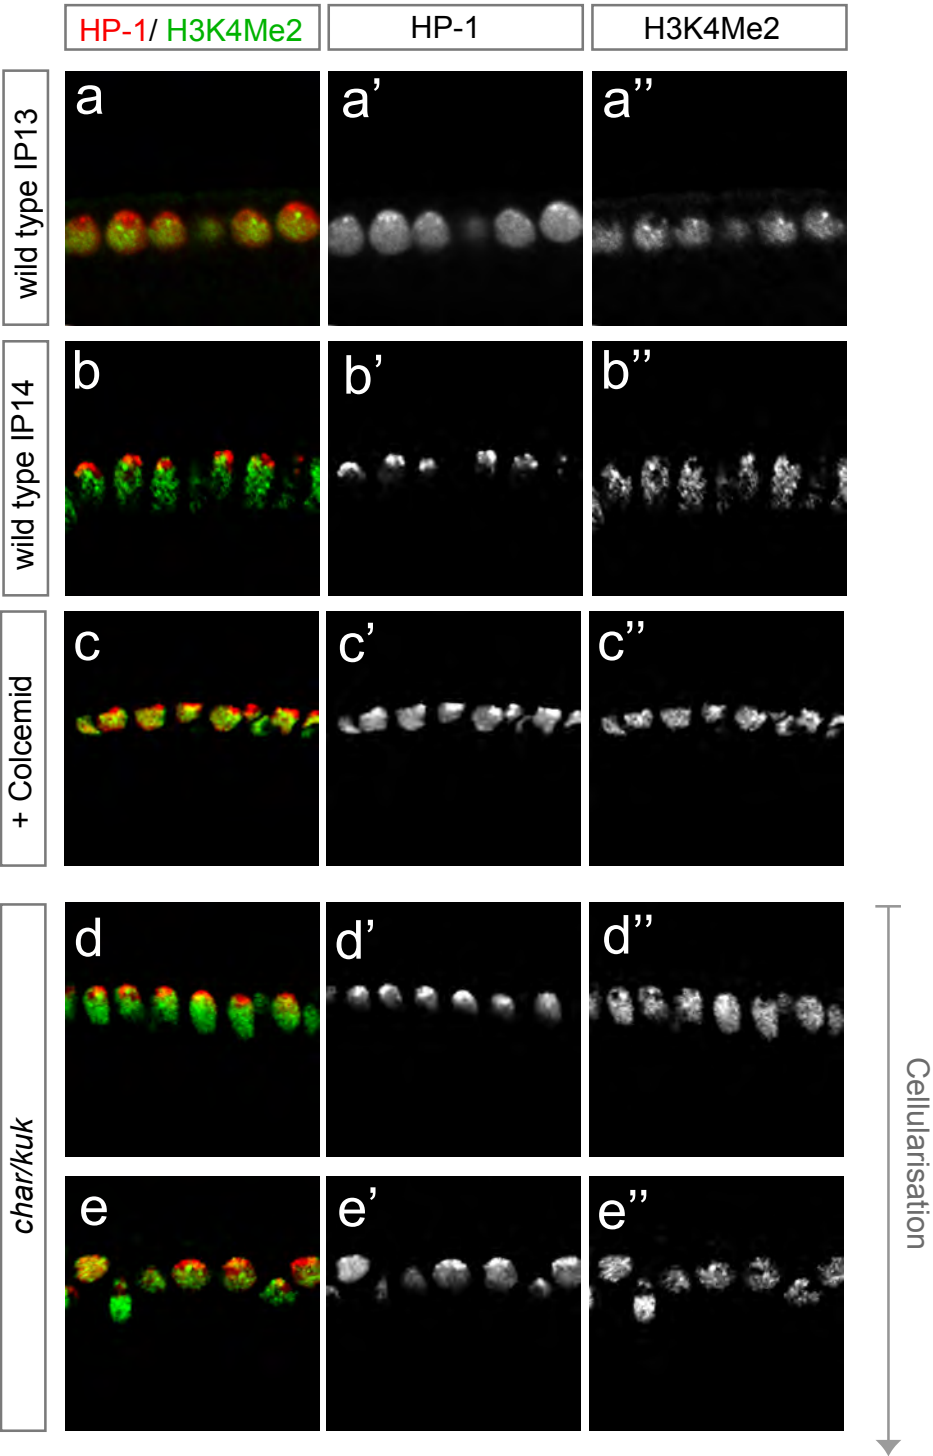 HP-1/ H3K4Me2
HP-1
H3K4Me2
wild type IP13
a
a’
a’’
wild type IP14
b
b’
b’’
+ Colcemid
c
c’
c’’
char/kuk
d
d’
d’’
e
e’
e’’
Cellularisation